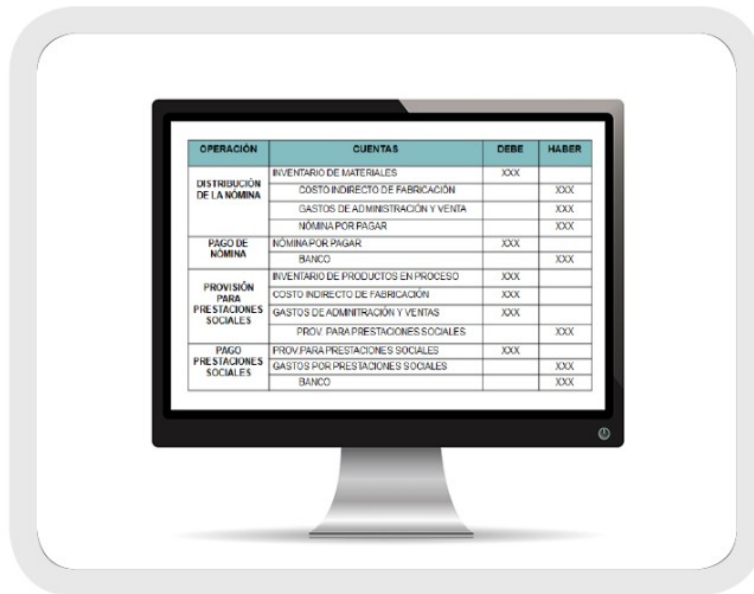 OPERACIÓN CUENTAS DEBE HABER
DISTRIBUCIÓN DE LA NÓMINA
INVENTARIO DE MATERIALES XXX
COSTO INDIRECTO DE FABRICACIÓN XXX
GASTOS DE ADMINISTRACIÓN Y VENTA XXX
NÓMINA POR PAGAR XXX
PAGO DE NÓMINA
NÓMINA POR PAGAR XXX
BANCO XXX
PROVISIÓN PARA PRESTACIONES SOCIALES
INVENTARIO DE PRODUCTOS EN PROCESO XXX
COSTO INDIRECTO DE FABRICACIÓN XXX
GASTOS DE ADMINITRACIÓN Y VENTAS XXX
PROV. PARA PRESTACIONES SOCIALES XXX
PAGO PRESTACIONES SOCIALES
PROV.PARA PRESTACIONES SOCIALES XXX
GASTOS POR PRESTACIONES SOCIALES XXX
BANCO XXX